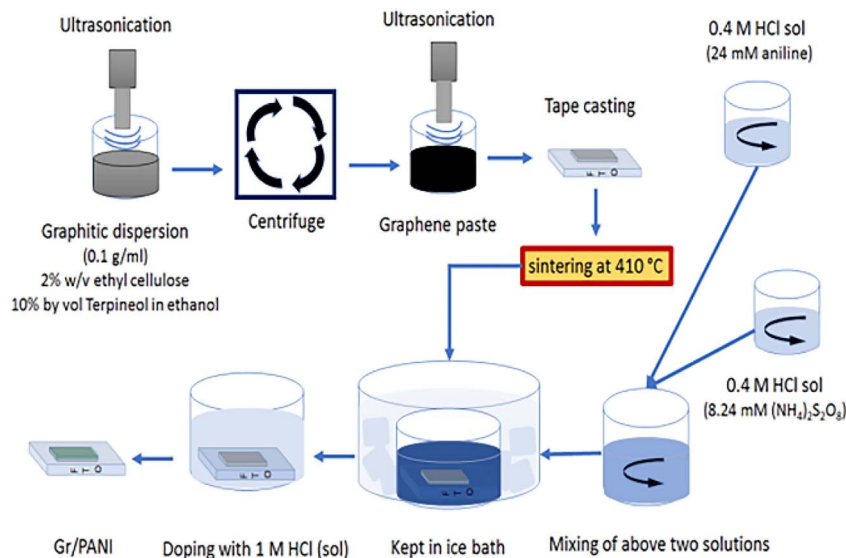 Ultrasonication
Ultrasonication
0.4 M HCl sol
(24 mM aniline)
Tape casting
F T O
Centrifuge
Graphene paste
Graphitic dispersion
(0.1 g/ml)
2% w/v ethyl cellulose
10% by vol Terpineol in ethanol
sintering at 410 °C
0.4 M HCl sol
(8.24 mM (NH₄)₂S₂O₈)
F T O
F T O
F T O
Gr/PANI
Doping with 1 M HCl (sol)
Kept in ice bath
Mixing of above two solutions